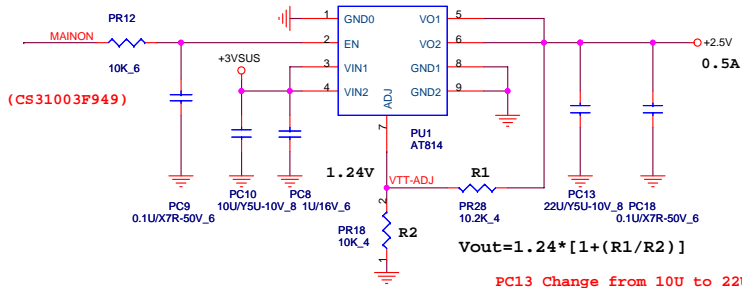 PR12
MAINON
10K_6
(CS31003F949)
PC9
0.1U/X7R-50V_6
+3VSUS
PC10
10U/Y5U-10V_8
PC8
1U/16V_6
1
GND0
2
EN
3
VIN1
4
VIN2
ADJ
7
VO1
5
VO2
6
GND1
8
GND2
9
PU1
AT814
+2.5V
0.5A
1.24V
VTT-ADJ
R1
PR28
10.2K_4
2
PR18
10K_4
R2
1
PC13
22U/Y5U-10V_8
PC18
0.1U/X7R-50V_6
Vout=1.24*[1+(R1/R2)]
PC13 Change from 10U to